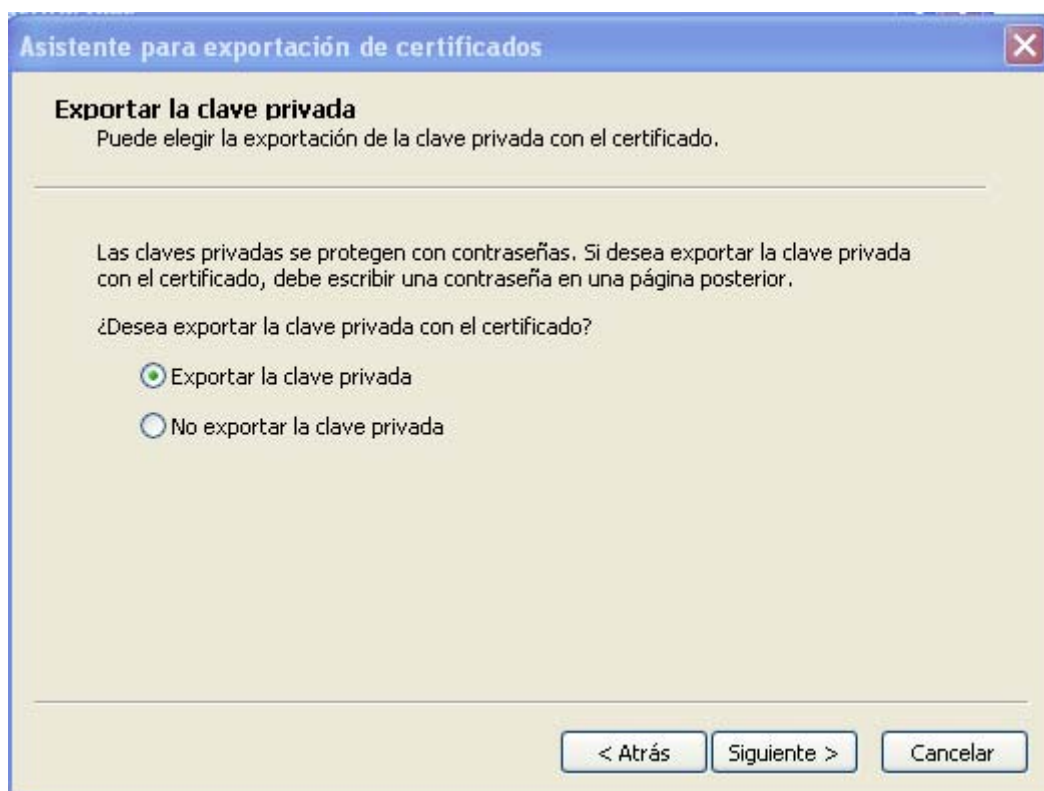 Asistente para exportación de certificados
Exportar la clave privada
Puede elegir la exportación de la clave privada con el certificado.
Las claves privadas se protegen con contraseñas. Si desea exportar la clave privada
con el certificado, debe escribir una contraseña en una página posterior.
¿Desea exportar la clave privada con el certificado?
Exportar la clave privada
No exportar la clave privada
< Atrás
Siguiente >
Cancelar